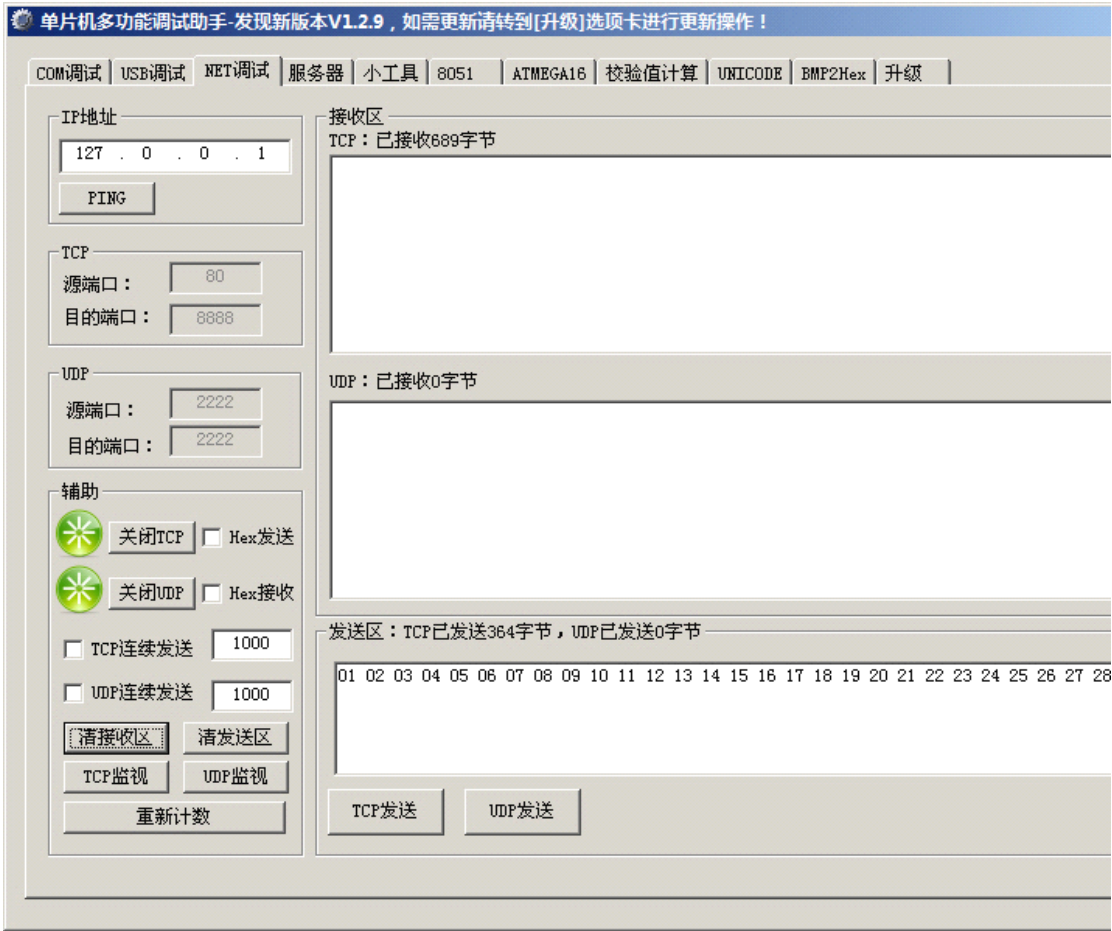 单片机多功能调试助手-发现新版本V1.2.9，如需更新请转到[升级]选项卡进行更新操作！
COM调试 USB调试 NET调试 服务器 小工具 8051 ATMEGA16 校验值计算 UNICODE BMP2Hex 升级
IP地址
127 . 0 . 0 . 1
PING
TCP
源端口： 80
目的端口： 8888
UDP
源端口： 2222
目的端口： 2222
辅助
关闭TCP Hex发送
关闭UDP Hex接收
TCP连续发送 1000
UDP连续发送 1000
清接收区 清发送区
TCP监视 UDP监视
重新计数
接收区
TCP：已接收689字节
UDP：已接收0字节
发送区：TCP已发送364字节，UDP已发送0字节
01 02 03 04 05 06 07 08 09 10 11 12 13 14 15 16 17 18 19 20 21 22 23 24 25 26 27 28
TCP发送 UDP发送